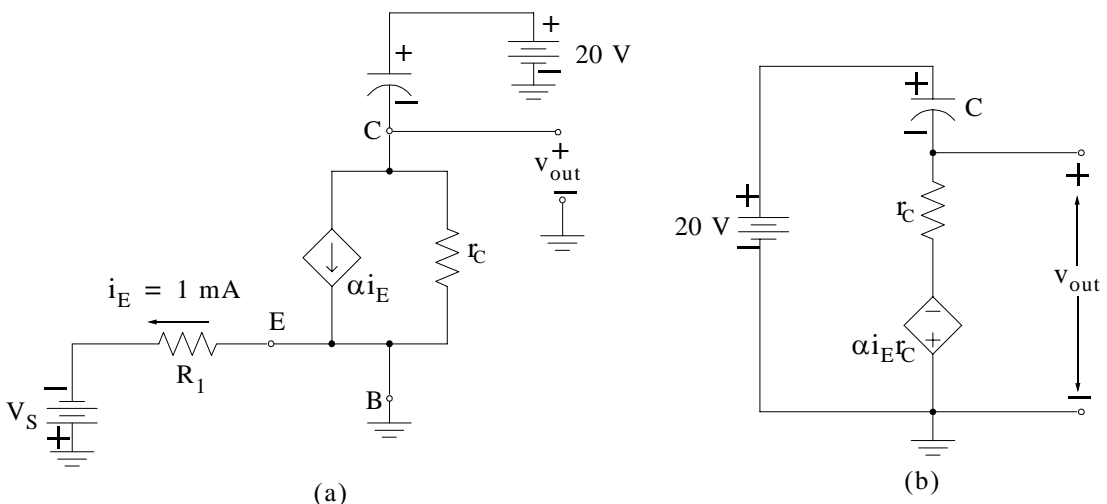 +
+
+
20 V
−
−
C
+
v_out
−
r_C
αi_E
i_E = 1 mA
E
R_1
−
V_S
+
B
(a)
+
C
−
+
20 V
−
r_C
+
v_out
−
+
αi_E r_C
−
(b)